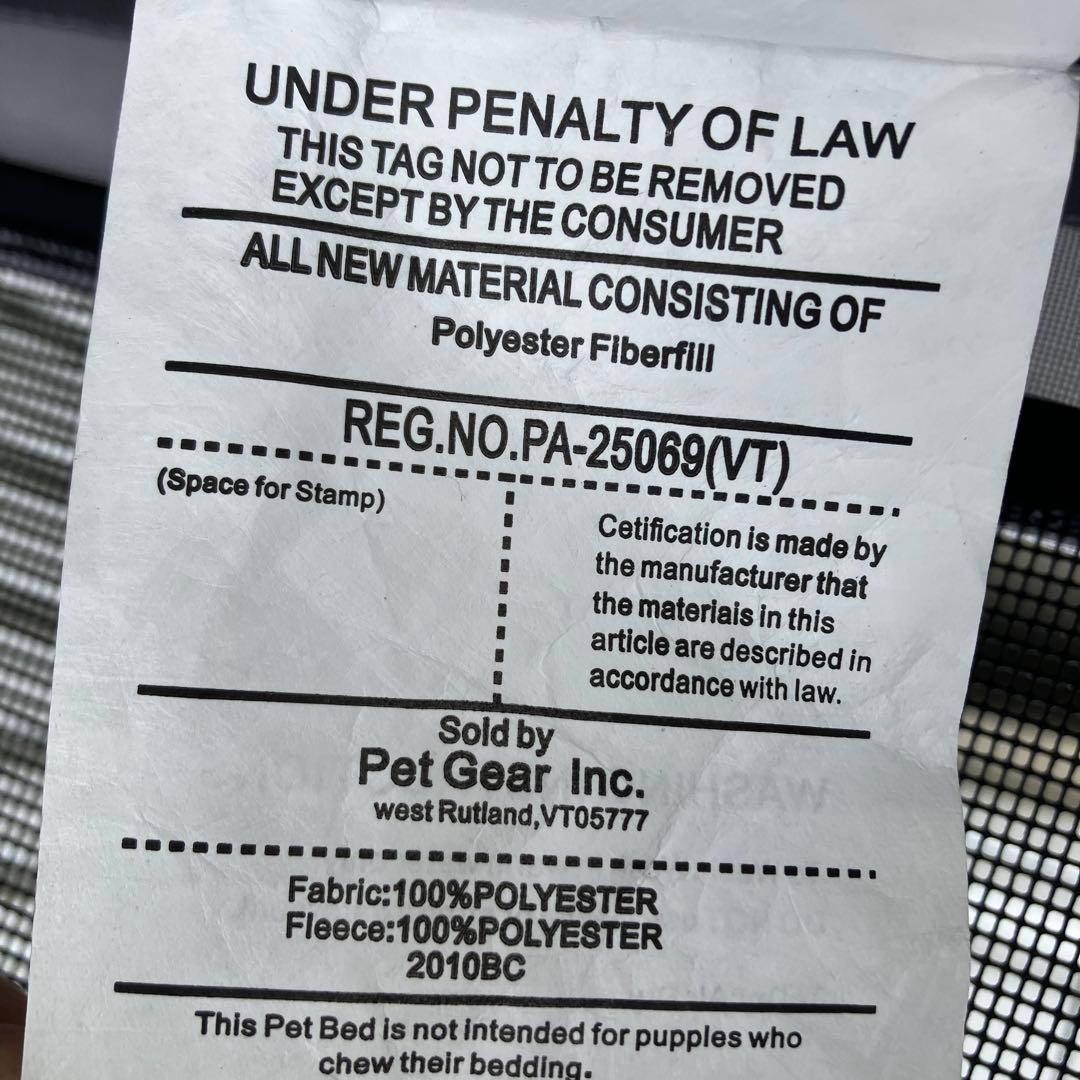 UNDER PENALTY OF LAW
THIS TAG NOT TO BE REMOVED
EXCEPT BY THE CONSUMER
ALL NEW MATERIAL CONSISTING OF
Polyester Fiberfill
REG.NO.PA-25069(VT)
(Space for Stamp)
Cetification is made by
the manufacturer that
the materiais in this
article are described in
accordance with law.
Sold by
Pet Gear Inc.
west Rutland,VT05777
Fabric:100%POLYESTER
Fleece:100%POLYESTER
2010BC
This Pet Bed is not intended for pupples who
chew their bedding.